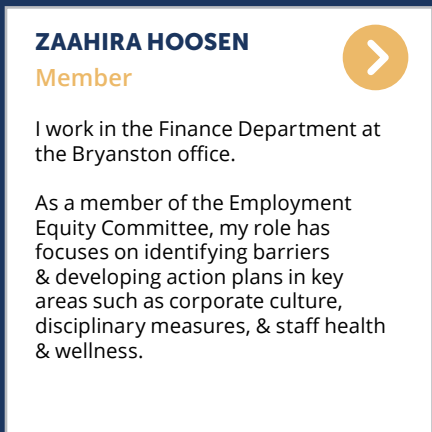 ZAAHIRA HOOSEN
Member
I work in the Finance Department at
the Bryanston office.
As a member of the Employment
Equity Committee, my role has
focuses on identifying barriers
& developing action plans in key
areas such as corporate culture,
disciplinary measures, & staff health
& wellness.